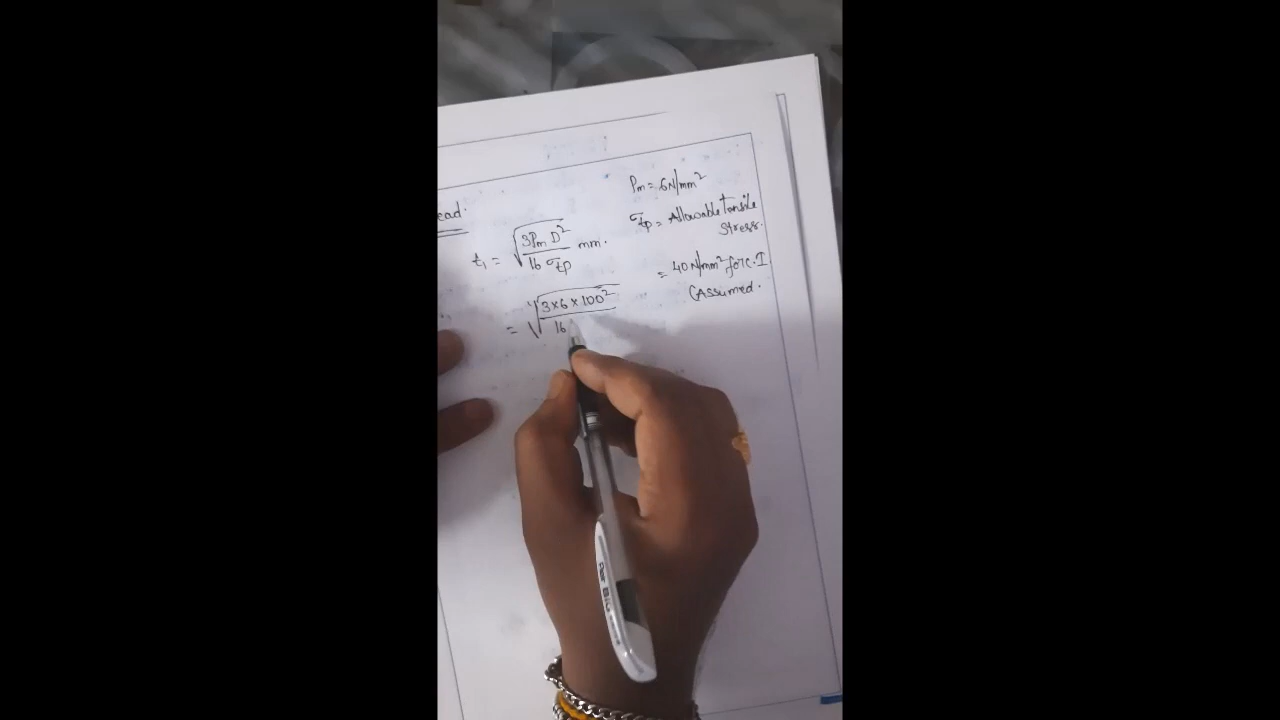 ead.
Pm = 6N/mm²
σtp = Allowable Tensile
Stress.
t₁ = √(3Pm D² / 16 σtp) mm.
= 40 N/mm² for C.I
(Assumed.
= √(3×6×100² / 16